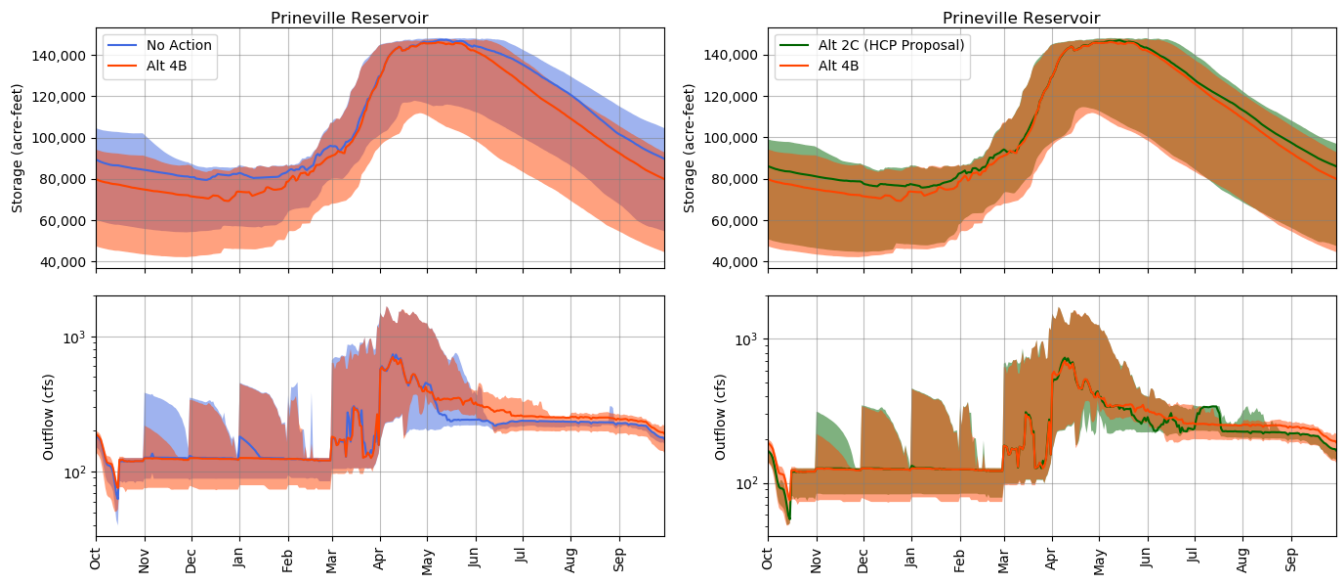 Prineville Reservoir
No Action
Alt 4B
Storage (acre-feet)
140,000
120,000
100,000
80,000
60,000
40,000
Outflow (cfs)
10³
10²
Oct Nov Dec Jan Feb Mar Apr May Jun Jul Aug Sep
Prineville Reservoir
Alt 2C (HCP Proposal)
Alt 4B
Storage (acre-feet)
140,000
120,000
100,000
80,000
60,000
40,000
Outflow (cfs)
10³
10²
Oct Nov Dec Jan Feb Mar Apr May Jun Jul Aug Sep